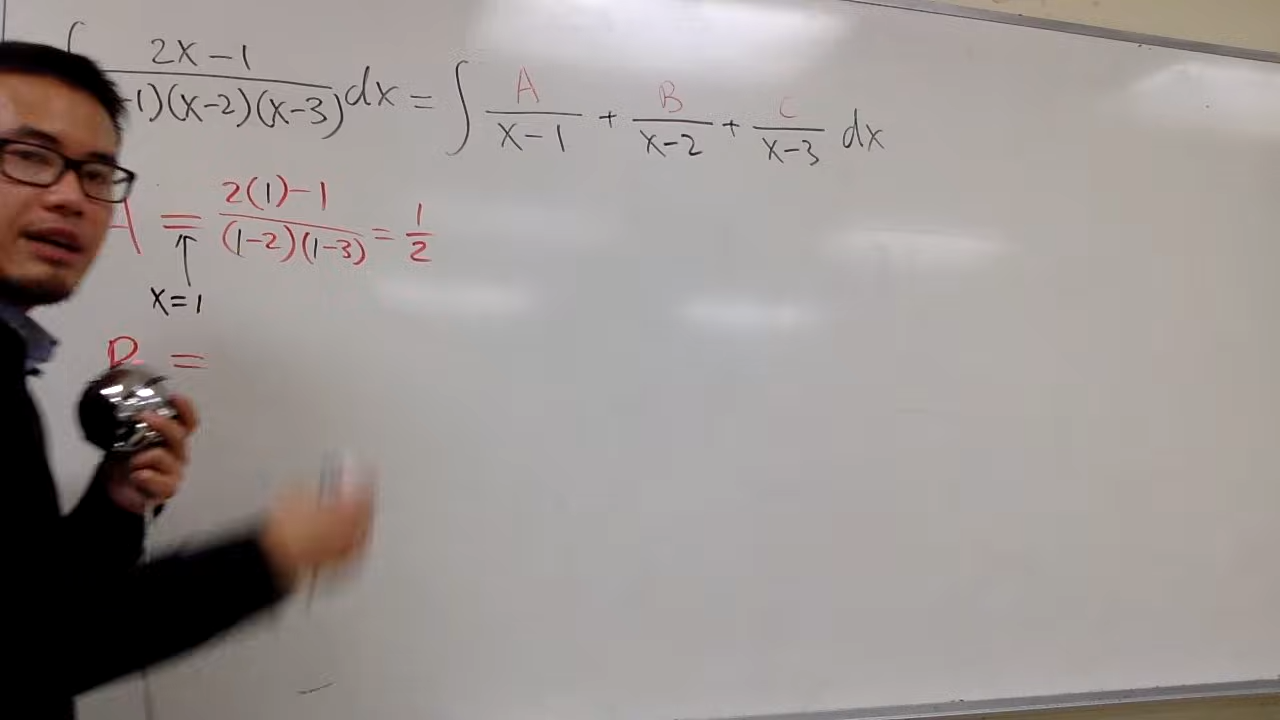 ∫ 2x-1 / -1)(x-2)(x-3) dx = ∫ A/(x-1) + B/(x-2) + C/(x-3) dx
A = 2(1)-1 / (1-2)(1-3) = 1/2
↑
x=1
B =